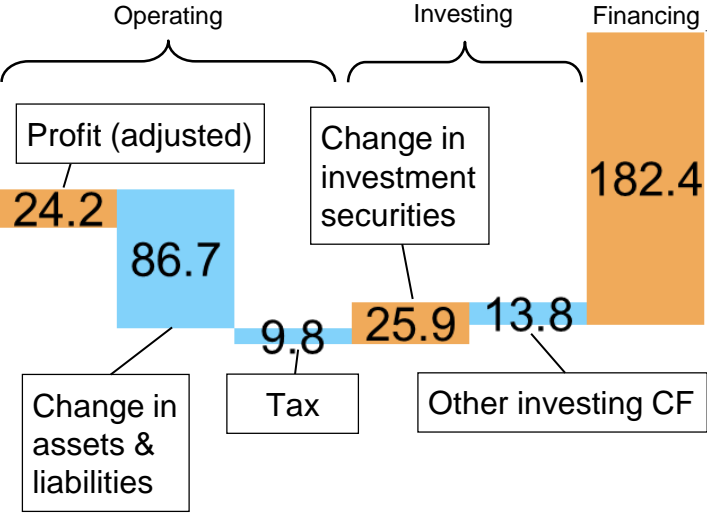 Operating
Investing
Financing
Profit (adjusted)
Change in
investment
securities
24.2
86.7
9.8
25.9
13.8
182.4
Change in
assets &
liabilities
Tax
Other investing CF